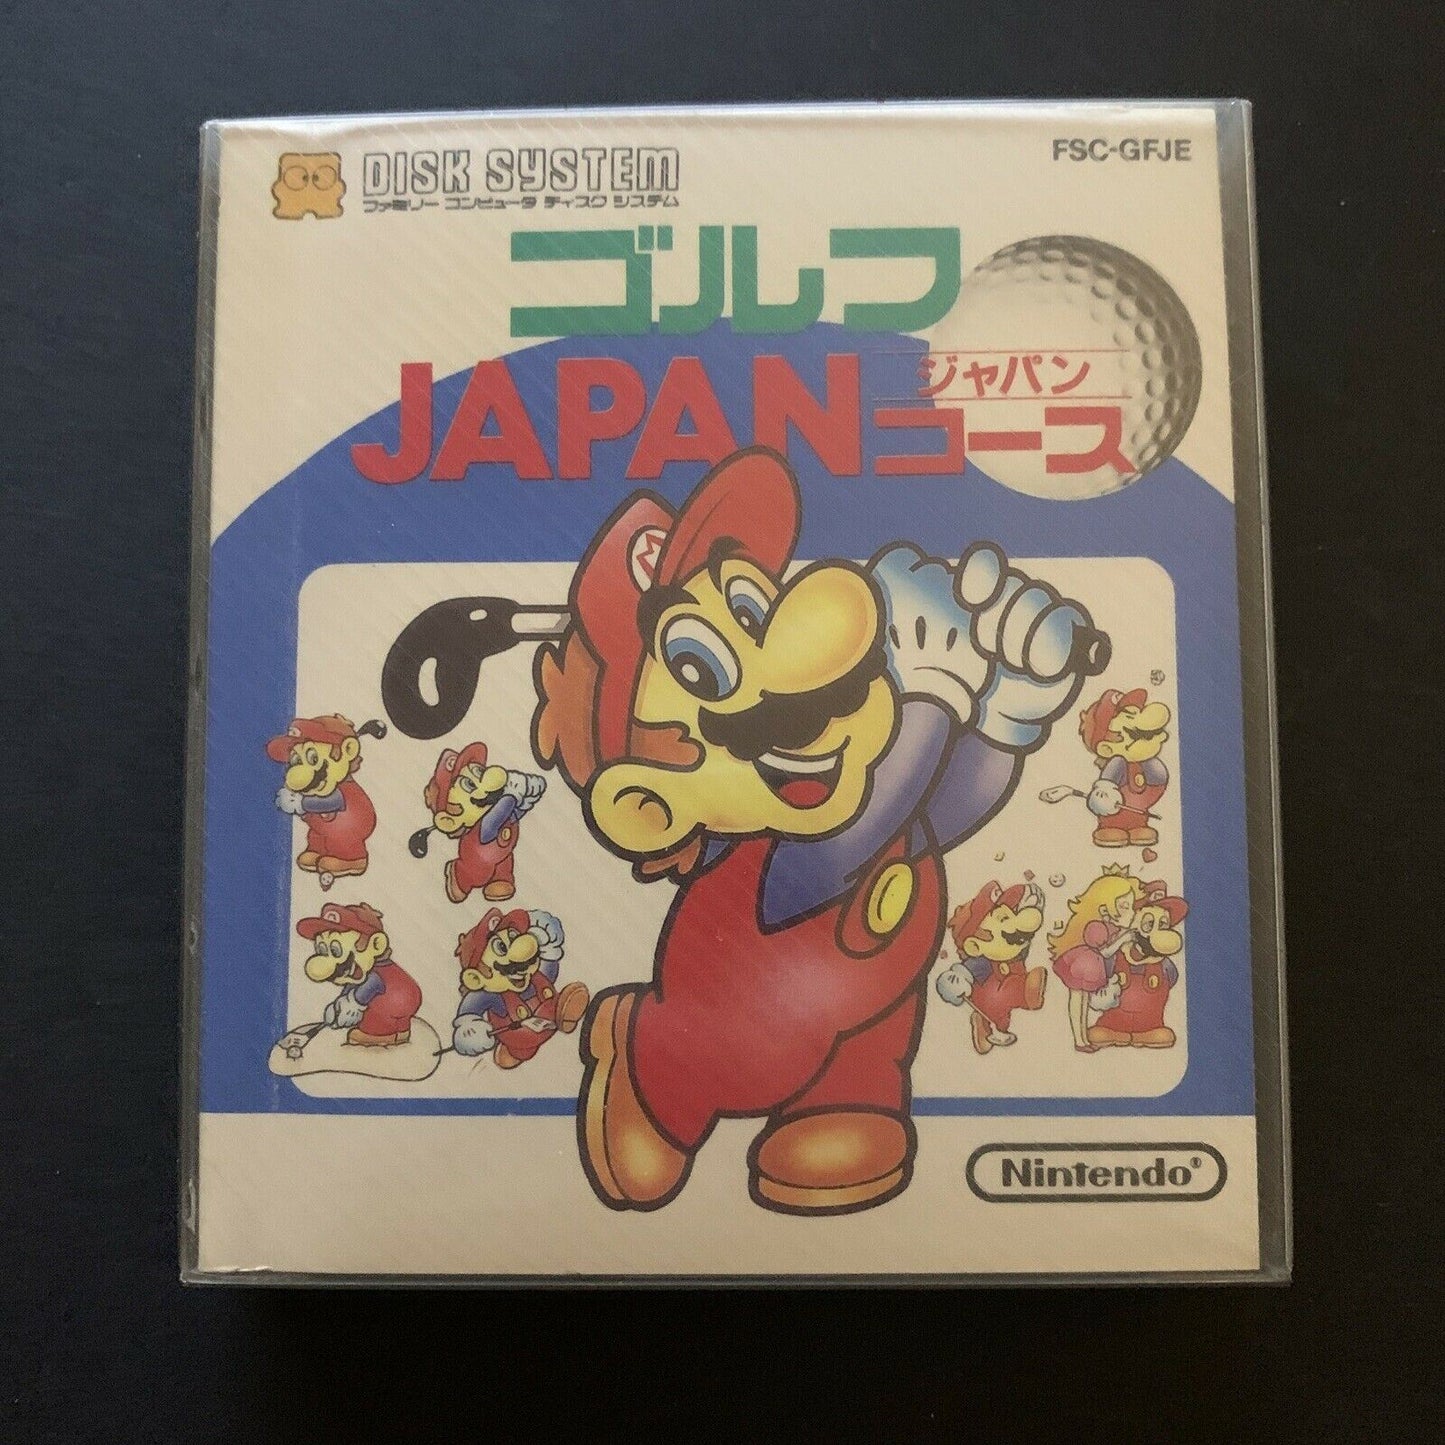 DISK SYSTEM
ファミリー コンピュータ ディスク システム
FSC-GFJE
ゴルフ
JAPAN
ジャパン
コース
M
Nintendo®